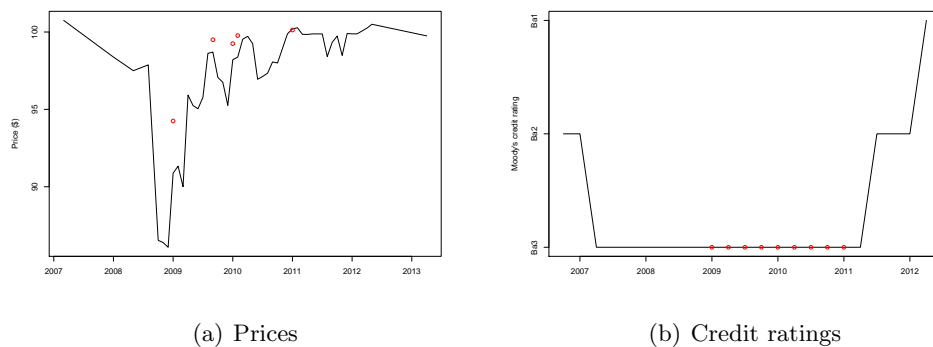 Price ($)
100
95
90
2007 2008 2009 2010 2011 2012 2013
(a) Prices
Moody's credit rating
Ba1
Ba2
Ba3
2007 2008 2009 2010 2011 2012
(b) Credit ratings